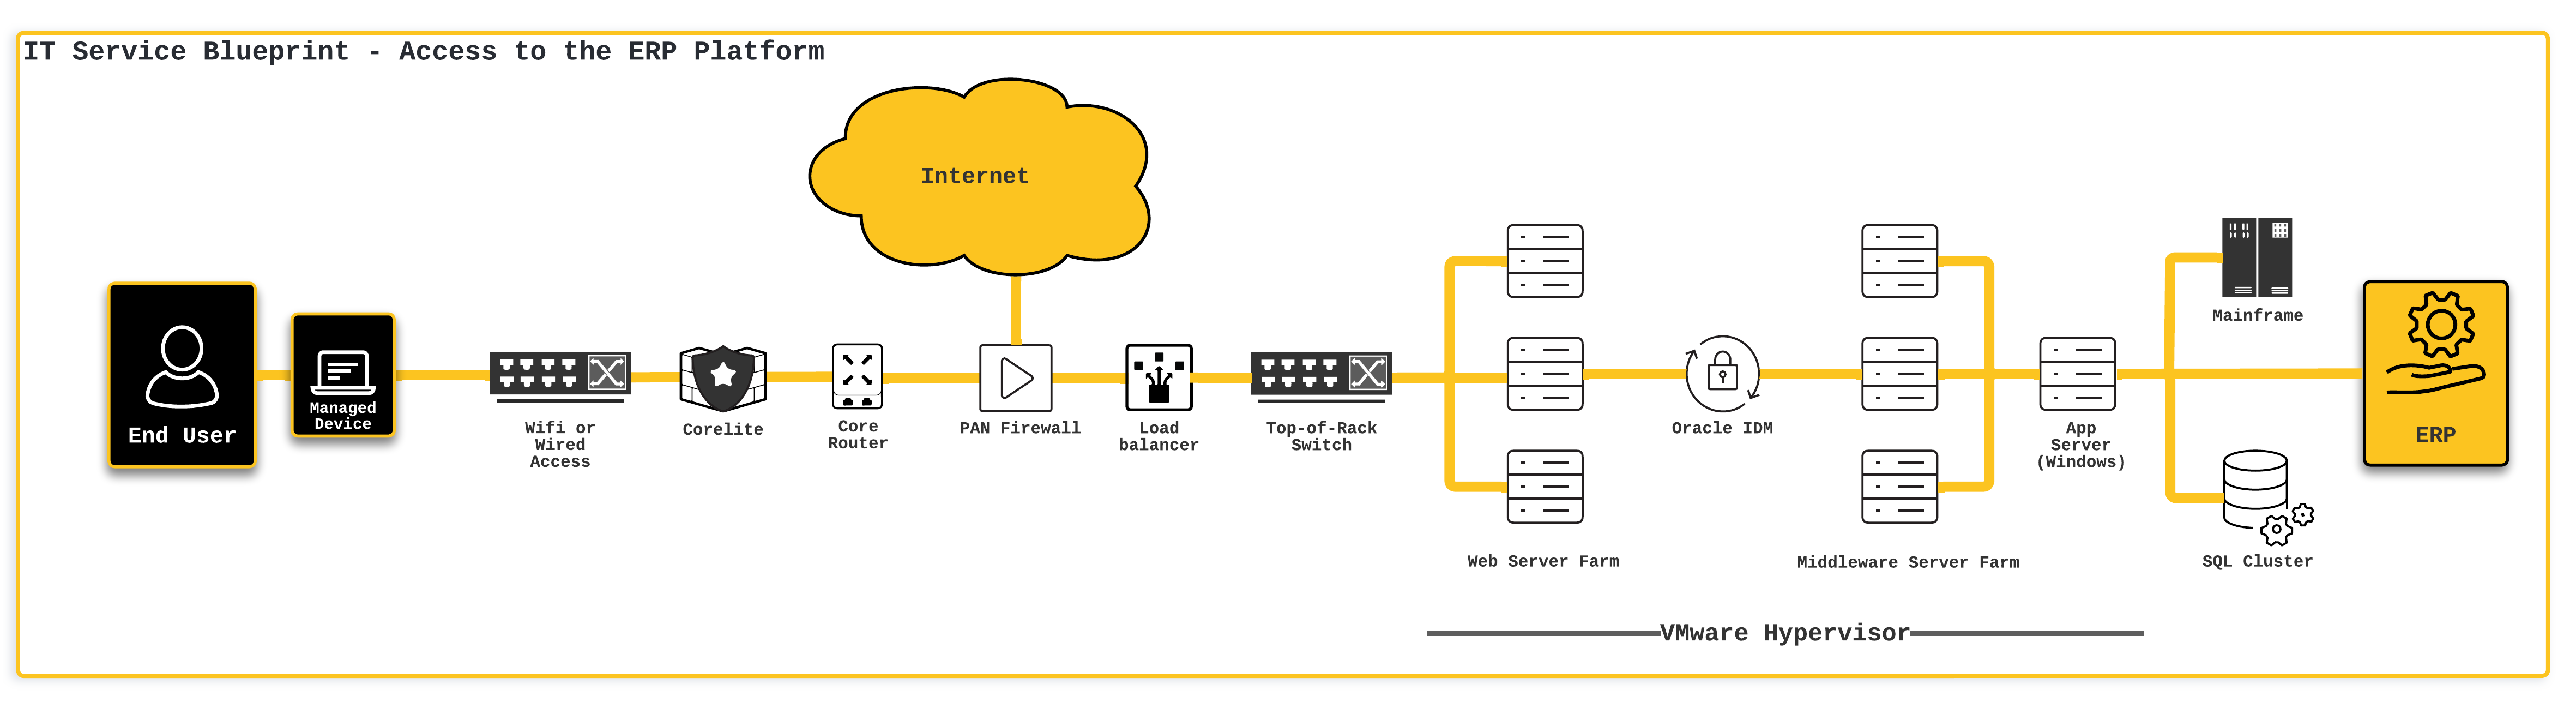 IT Service Blueprint - Access to the ERP Platform
Internet
End User
Managed
Device
Wifi or
Wired
Access
Corelite
Core
Router
PAN Firewall
Load
balancer
Top-of-Rack
Switch
Web Server Farm
Oracle IDM
Middleware Server Farm
App
Server
(Windows)
Mainframe
SQL Cluster
ERP
VMware Hypervisor